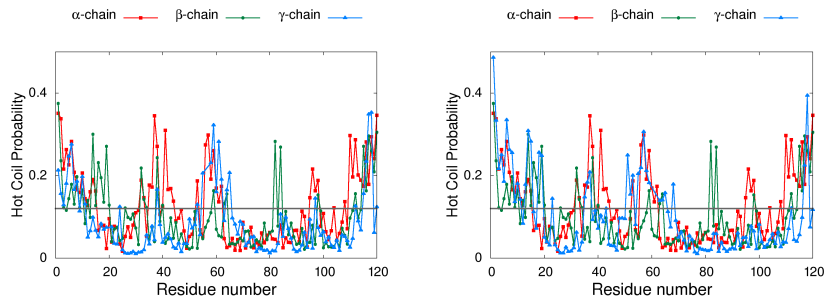 α-chain β-chain γ-chain
Hot Coil Probability
0.4
0.2
0
0 20 40 60 80 100 120
Residue number
α-chain β-chain γ-chain
Hot Coil Probability
0.4
0.2
0
0 20 40 60 80 100 120
Residue number